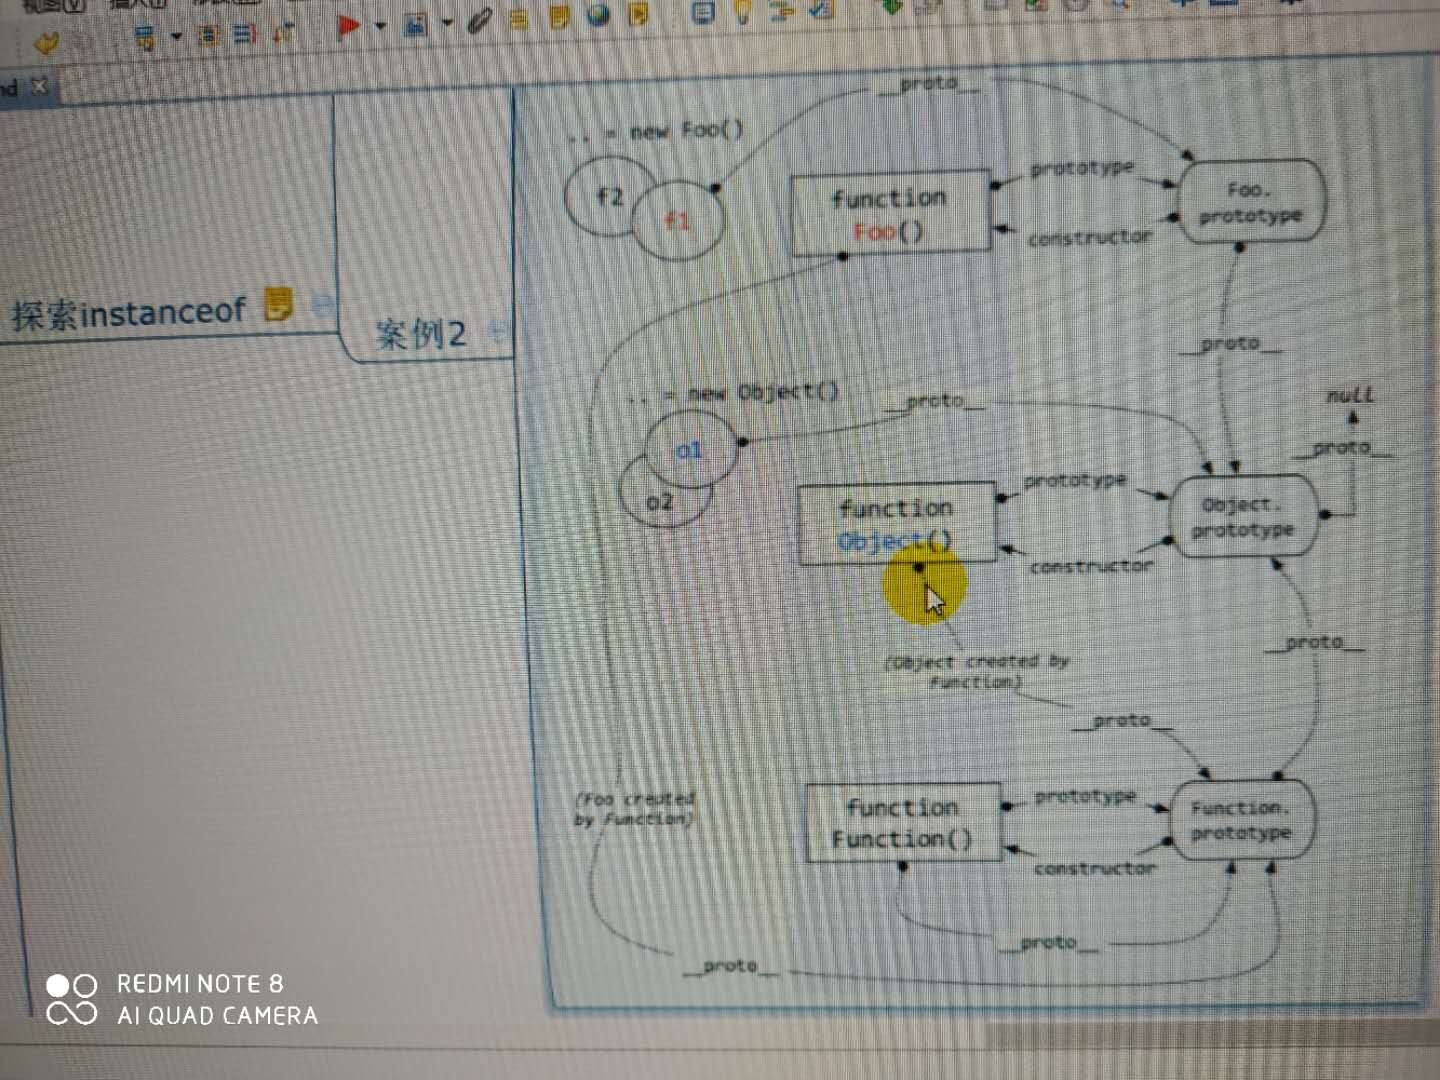 nd
__proto__
.. = new Foo()
f2
f1
function
Foo()
prototype
constructor
Foo.
prototype
探索instanceof
案例2
__proto__
.. = new Object()
__proto__
null
__proto__
o1
o2
function
Object()
prototype
constructor
Object.
prototype
(Object created by
Function)
__proto__
__proto__
(Foo created
by Function)
function
Function()
prototype
constructor
Function.
prototype
__proto__
__proto__
REDMI NOTE 8
AI QUAD CAMERA